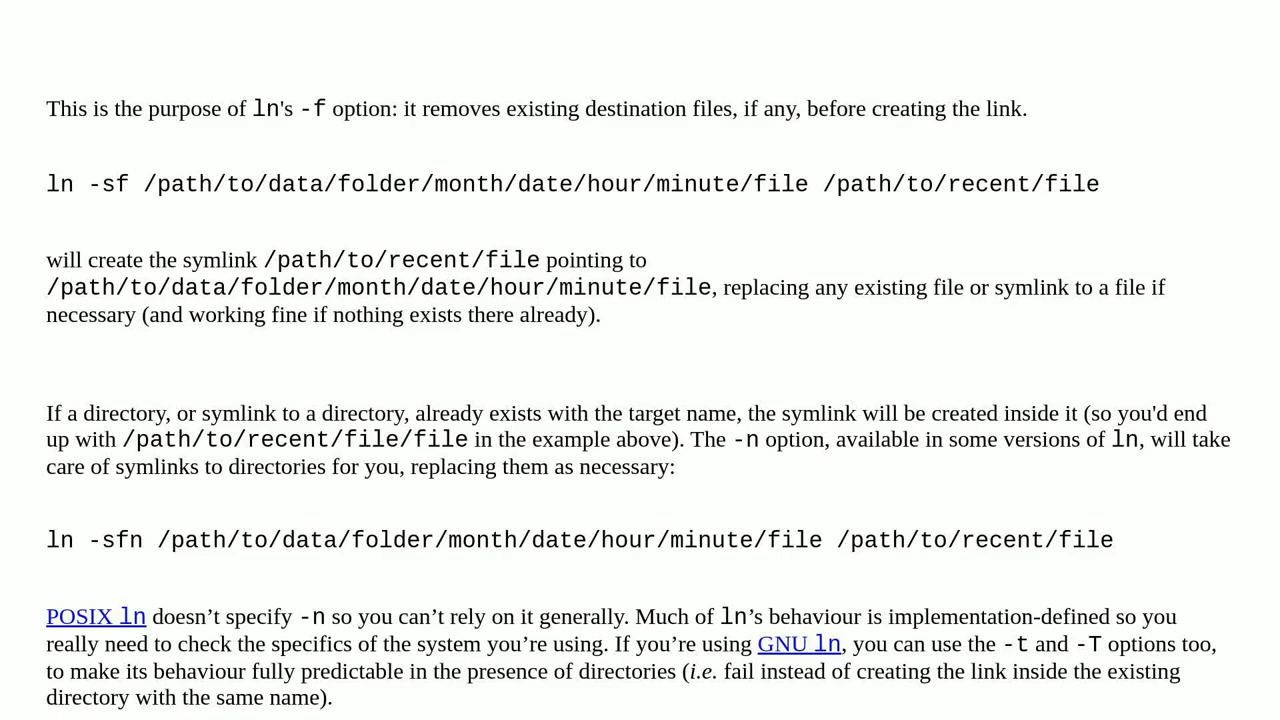 This is the purpose of ln's -f option: it removes existing destination files, if any, before creating the link.
ln -sf /path/to/data/folder/month/date/hour/minute/file /path/to/recent/file
will create the symlink /path/to/recent/file pointing to
/path/to/data/folder/month/date/hour/minute/file, replacing any existing file or symlink to a file if
necessary (and working fine if nothing exists there already).
If a directory, or symlink to a directory, already exists with the target name, the symlink will be created inside it (so you'd end
up with /path/to/recent/file/file in the example above). The -n option, available in some versions of ln, will take
care of symlinks to directories for you, replacing them as necessary:
ln -sfn /path/to/data/folder/month/date/hour/minute/file /path/to/recent/file
POSIX ln doesn’t specify -n so you can’t rely on it generally. Much of ln’s behaviour is implementation-defined so you
really need to check the specifics of the system you’re using. If you’re using GNU ln, you can use the -t and -T options too,
to make its behaviour fully predictable in the presence of directories (i.e. fail instead of creating the link inside the existing
directory with the same name).